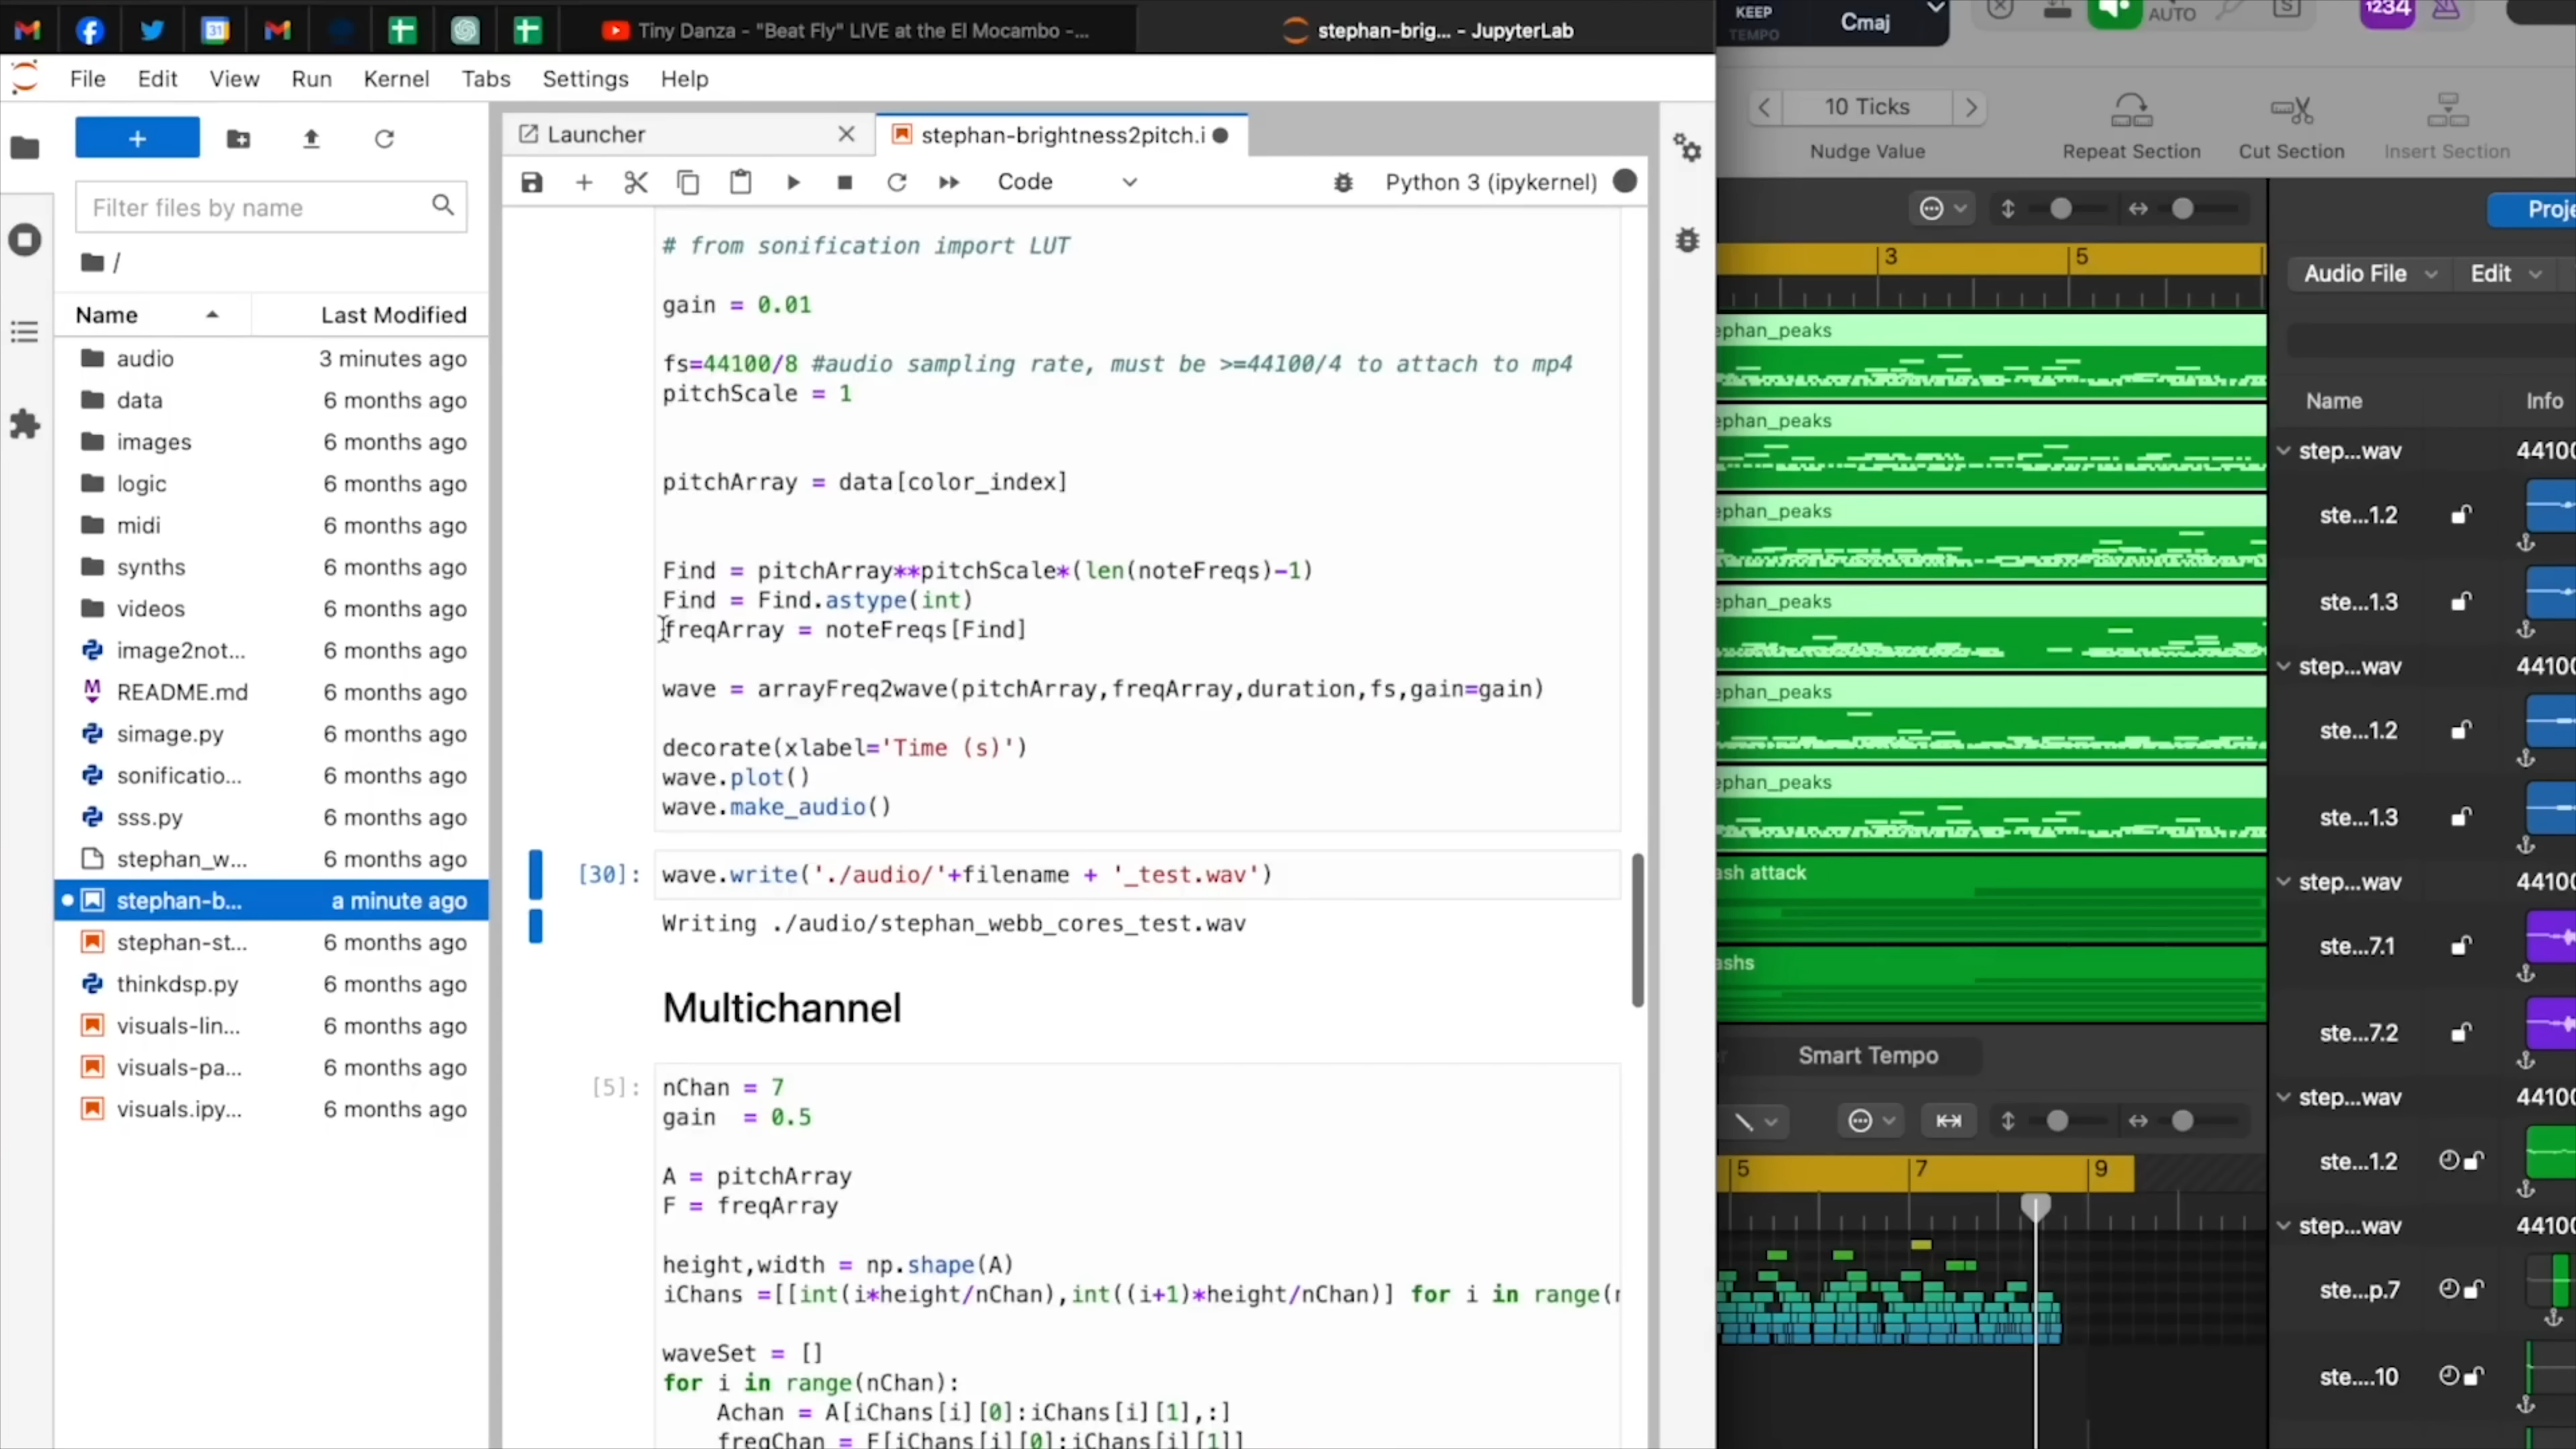 Tiny Danza - "Beat Fly" LIVE at the El Mocambo -...
stephan-brig... - JupyterLab
File Edit View Run Kernel Tabs Settings Help
+
Filter files by name
/
Name Last Modified
audio 3 minutes ago
data 6 months ago
images 6 months ago
logic 6 months ago
midi 6 months ago
synths 6 months ago
videos 6 months ago
image2not... 6 months ago
README.md 6 months ago
simage.py 6 months ago
sonificatio... 6 months ago
sss.py 6 months ago
stephan_w... 6 months ago
stephan-b... a minute ago
stephan-st... 6 months ago
thinkdsp.py 6 months ago
visuals-lin... 6 months ago
visuals-pa... 6 months ago
visuals.ipy... 6 months ago
Launcher
stephan-brightness2pitch.i
Code
Python 3 (ipykernel)
# from sonification import LUT
gain = 0.01
fs=44100/8 #audio sampling rate, must be >=44100/4 to attach to mp4
pitchScale = 1
pitchArray = data[color_index]
Find = pitchArray**pitchScale*(len(noteFreqs)-1)
Find = Find.astype(int)
freqArray = noteFreqs[Find]
wave = arrayFreq2wave(pitchArray,freqArray,duration,fs,gain=gain)
decorate(xlabel='Time (s)')
wave.plot()
wave.make_audio()
[30]: wave.write('./audio/'+filename + '_test.wav')
Writing ./audio/stephan_webb_cores_test.wav
Multichannel
[5]: nChan = 7
gain = 0.5
A = pitchArray
F = freqArray
height,width = np.shape(A)
iChans =[[int(i*height/nChan),int((i+1)*height/nChan)] for i in range(n
waveSet = []
for i in range(nChan):
Achan = A[iChans[i][0]:iChans[i][1],:]
freqChan = F[iChans[i][0]:iChans[i][1]]
KEEP
TEMPO
Cmaj
AUTO
S
1234
10 Ticks
Nudge Value
Repeat Section
Cut Section
Insert Section
3 5
ephan_peaks
ephan_peaks
ephan_peaks
ephan_peaks
ephan_peaks
ephan_peaks
ash attack
ashs
Smart Tempo
5 7 9
Proje
Audio File Edit
Name Info
step...wav 4410
ste...1.2
ste...1.3
step...wav 4410
ste...1.2
ste...1.3
step...wav 4410
ste...7.1
ste...7.2
step...wav 4410
ste...1.2
step...wav 4410
ste...p.7
ste....10